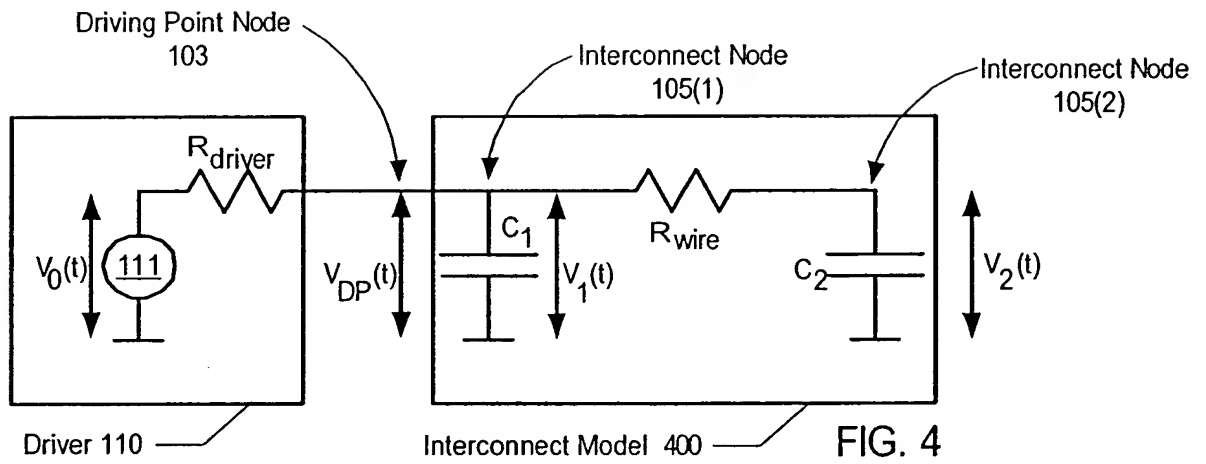 Driving Point Node
103
Interconnect Node
105(1)
Interconnect Node
105(2)
R_driver
C_1
R_wire
V_0(t)
111
V_DP(t)
V_1(t)
C_2
V_2(t)
Driver 110
Interconnect Model 400
FIG. 4